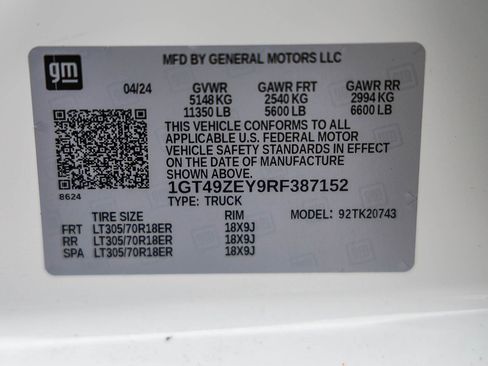 gm
MFD BY GENERAL MOTORS LLC
04/24 GVWR GAWR FRT GAWR RR
5148 KG 2540 KG 2994 KG
11350 LB 5600 LB 6600 LB
THIS VEHICLE CONFORMS TO ALL
APPLICABLE U.S. FEDERAL MOTOR
VEHICLE SAFETY STANDARDS IN EFFECT
ON THE DATE OF MANUFACTURE
SHOWN ABOVE.
8624
1GT49ZEY9RF387152
TYPE: TRUCK
TIRE SIZE RIM MODEL: 92TK20743
FRT LT305/70R18ER 18X9J
RR LT305/70R18ER 18X9J
SPA LT305/70R18ER 18X9J